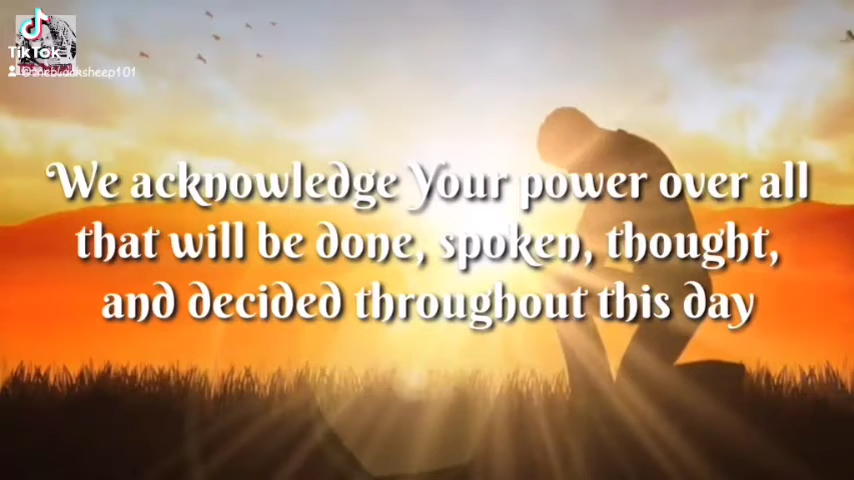 TikTok
We acknowledge Your power over all
that will be done, spoken, thought,
and decided throughout this day